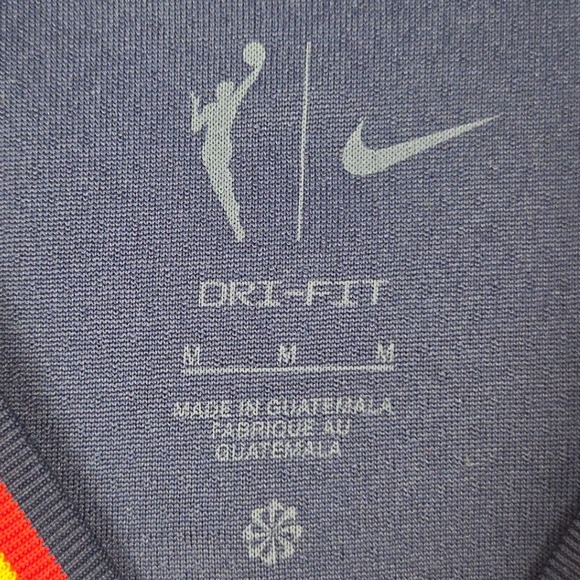 DRI-FIT
M M M
MADE IN GUATEMALA
FABRIQUE AU
GUATEMALA